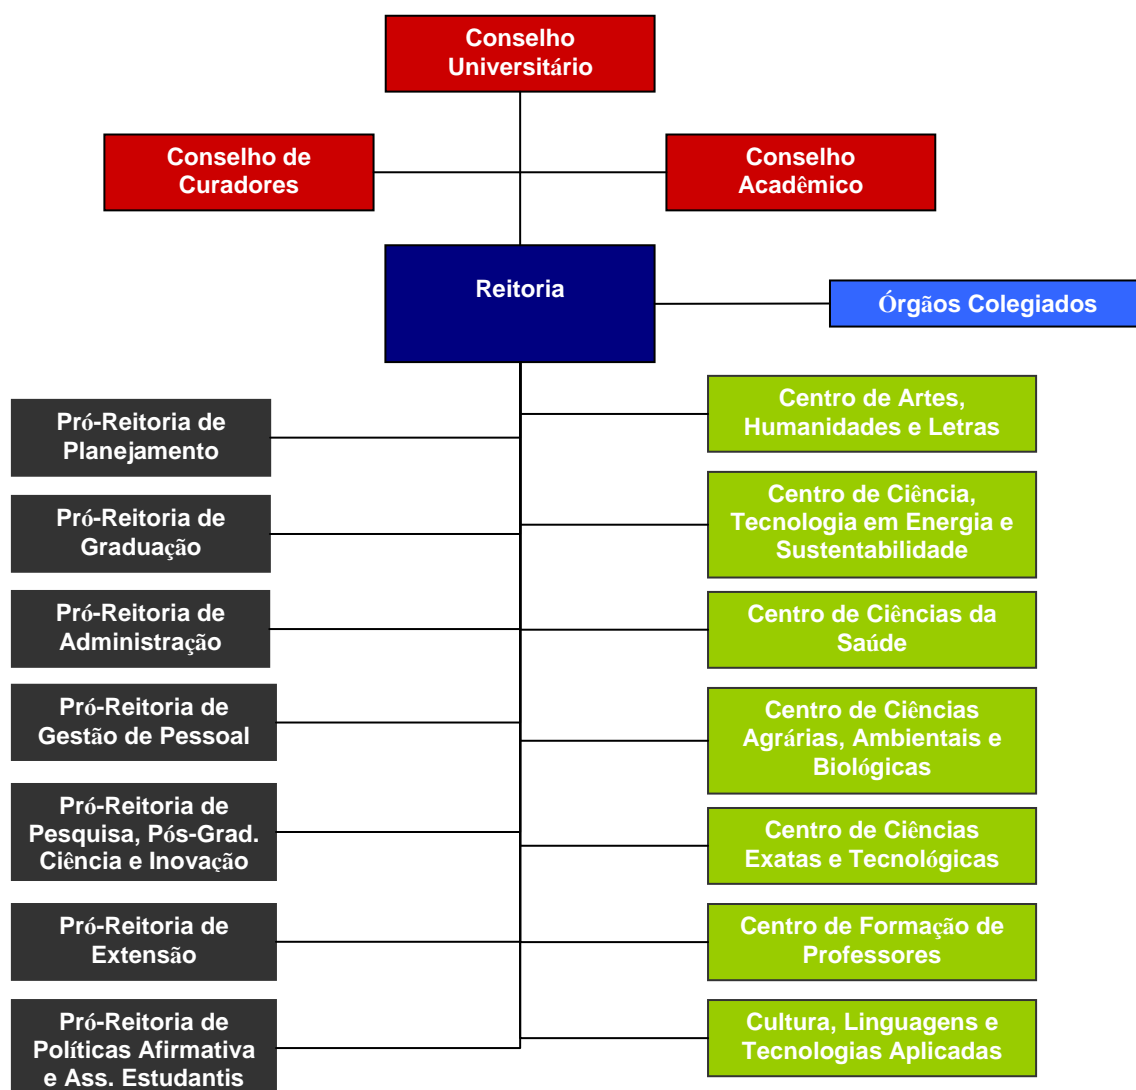 Conselho
Universitário
Conselho de
Curadores
Conselho
Acadêmico
Reitoria
Órgãos Colegiados
Pró-Reitoria de
Planejamento
Pró-Reitoria de
Graduação
Pró-Reitoria de
Administração
Pró-Reitoria de
Gestão de Pessoal
Pró-Reitoria de
Pesquisa, Pós-Grad.
Ciência e Inovação
Pró-Reitoria de
Extensão
Pró-Reitoria de
Políticas Afirmativa
e Ass. Estudantis
Centro de Artes,
Humanidades e Letras
Centro de Ciência,
Tecnologia em Energia e
Sustentabilidade
Centro de Ciências da
Saúde
Centro de Ciências
Agrárias, Ambientais e
Biológicas
Centro de Ciências
Exatas e Tecnológicas
Centro de Formação de
Professores
Cultura, Linguagens e
Tecnologias Aplicadas